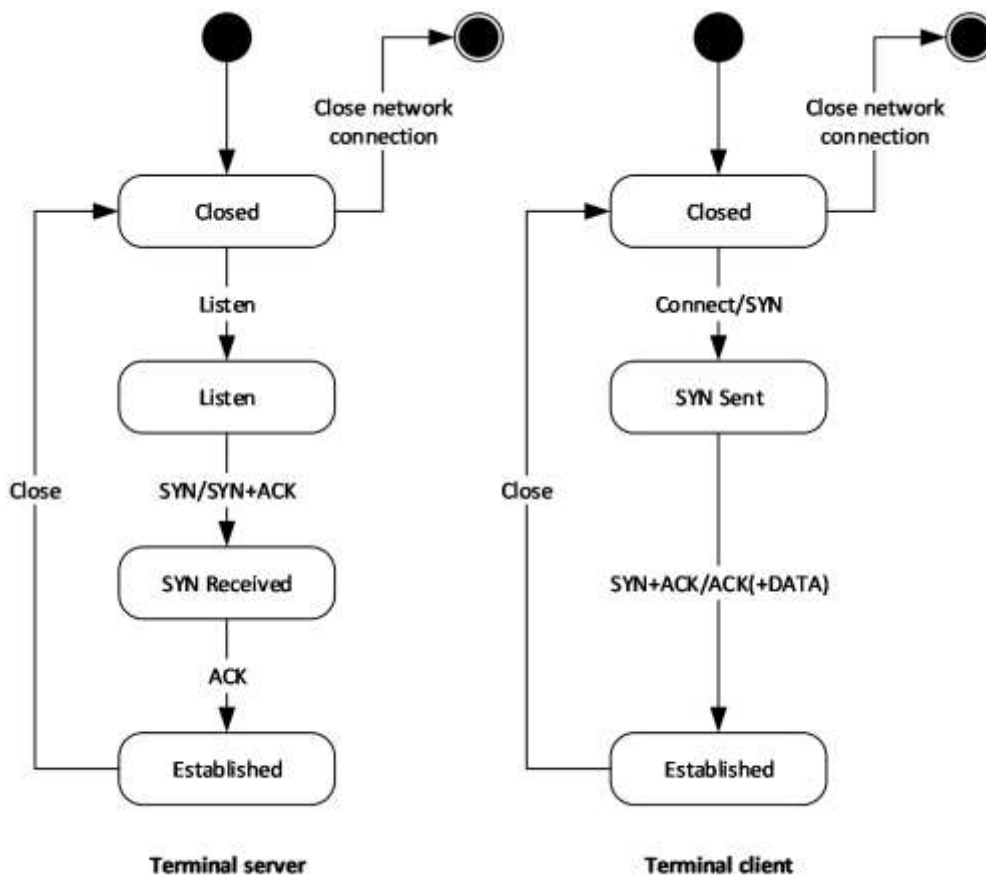 Close network
connection
Closed
Listen
Listen
SYN/SYN+ACK
Close
SYN Received
ACK
Established
Terminal server
Close network
connection
Closed
Connect/SYN
SYN Sent
Close
SYN+ACK/ACK(+DATA)
Established
Terminal client